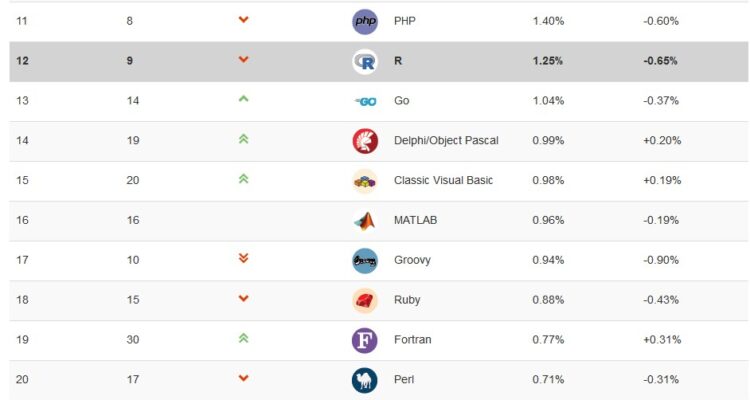 11 8 php PHP 1.40% -0.60%
12 9 R R 1.25% -0.65%
13 14 GO Go 1.04% -0.37%
14 19 Delphi/Object Pascal 0.99% +0.20%
15 20 Classic Visual Basic 0.98% +0.19%
16 16 MATLAB 0.96% -0.19%
17 10 Groovy 0.94% -0.90%
18 15 Ruby 0.88% -0.43%
19 30 F Fortran 0.77% +0.31%
20 17 Perl 0.71% -0.31%